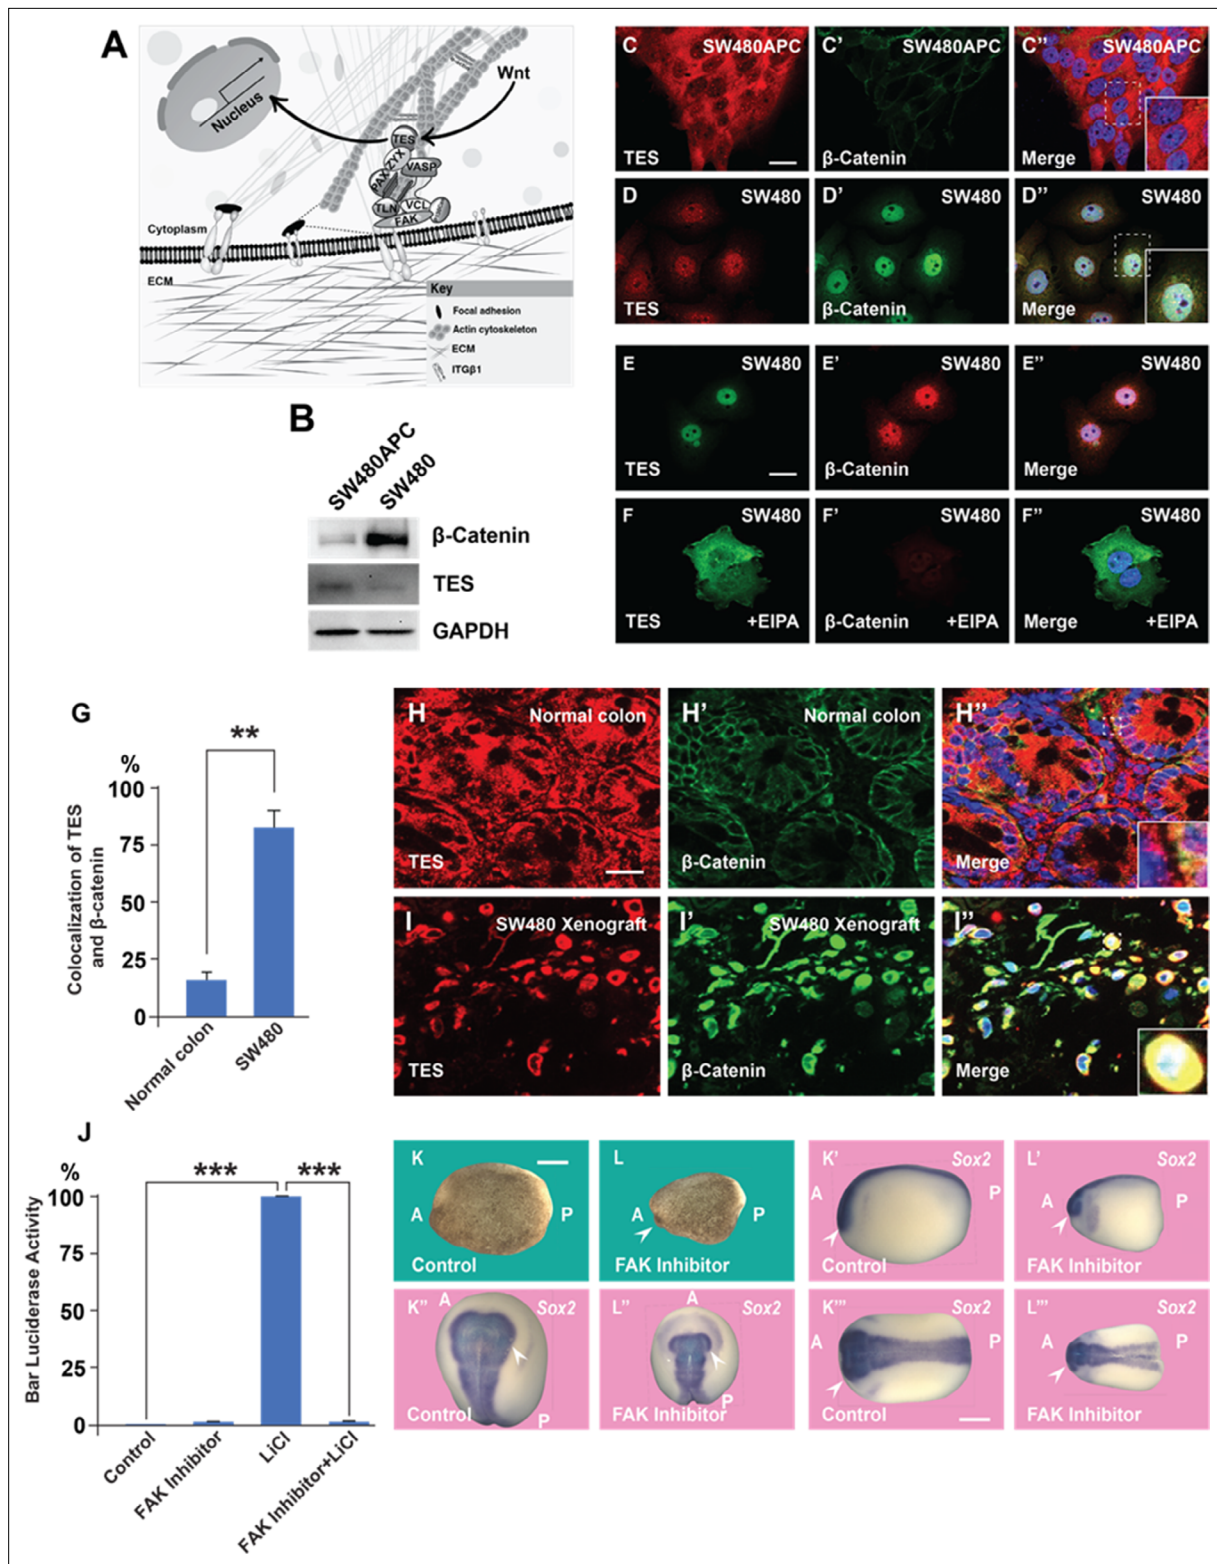 A
Nucleus
Wnt
TES
PAX
ZYX
VASP
TLN
VCL
FAK
Cytoplasm
ECM
Key
Focal adhesion
Actin cytoskeleton
ECM
ITGβ1
B
SW480APC
SW480
β-Catenin
TES
GAPDH
C SW480APC
TES
C' SW480APC
β-Catenin
C" SW480APC
Merge
D SW480
TES
D' SW480
β-Catenin
D" SW480
Merge
E SW480
TES
E' SW480
β-Catenin
E" SW480
Merge
F SW480
TES +EIPA
F' SW480
β-Catenin +EIPA
F" SW480
Merge +EIPA
G
%
**
Colocalization of TES
and β-catenin
100
75
50
25
0
Normal colon
SW480
H Normal colon
TES
H' Normal colon
β-Catenin
H"
Merge
I SW480 Xenograft
TES
I'
β-Catenin
I"
Merge
J
%
*** ***
Bar Luciderase Activity
100
75
50
25
0
Control
FAK Inhibitor
LiCl
FAK Inhibitor+LiCl
K
A P
Control
L
A P
FAK Inhibitor
K' Sox2
A P
Control
L' Sox2
A P
FAK Inhibitor
K" A Sox2
Control P
L" A Sox2
P
FAK Inhibitor
K"' Sox2
A P
Control
L"' Sox2
A P
FAK Inhibitor